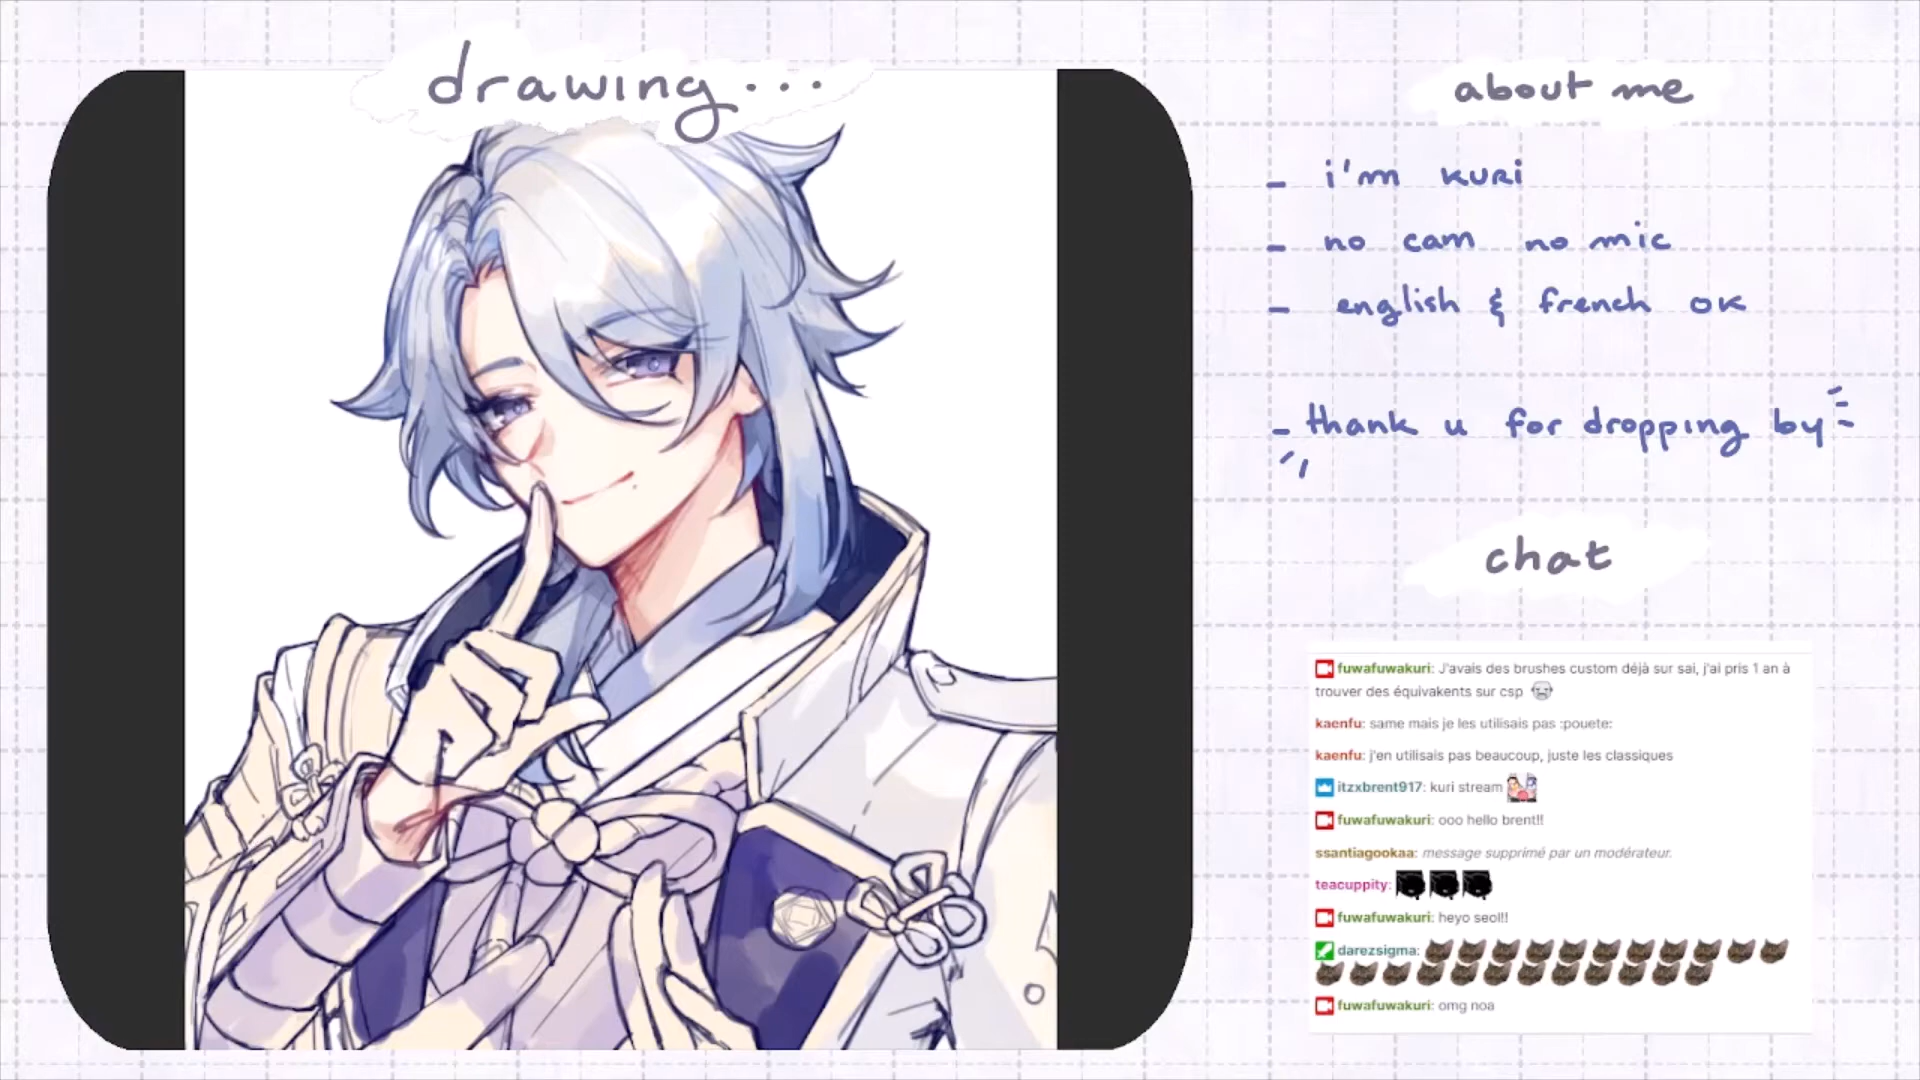 drawing...
about me
- i'm kuri
- no cam no mic
- english & french ok
- thank u for dropping by
chat
fuwafuwakuri: J'avais des brushes custom déjà sur sai, j'ai pris 1 an à
trouver des équivakents sur csp
kaenfu: same mais je les utilisais pas :pouete:
kaenfu: j'en utilisais pas beaucoup, juste les classiques
itzxbrent917: kuri stream
fuwafuwakuri: ooo hello brent!!
ssantiagookaa: message supprimé par un modérateur.
teacuppity:
fuwafuwakuri: heyo seol!!
darezsigma:
fuwafuwakuri: omg noa